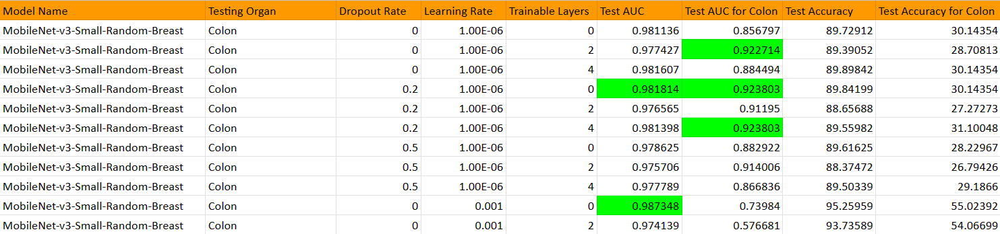 Model Name Testing Organ Dropout Rate Learning Rate Trainable Layers Test AUC Test AUC for Colon Test Accuracy Test Accuracy for Colon
MobileNet-v3-Small-Random-Breast Colon 0 1.00E-06 0 0.981136 0.856797 89.72912 30.14354
MobileNet-v3-Small-Random-Breast Colon 0 1.00E-06 2 0.977427 0.922714 89.39052 28.70813
MobileNet-v3-Small-Random-Breast Colon 0 1.00E-06 4 0.981607 0.884494 89.89842 30.14354
MobileNet-v3-Small-Random-Breast Colon 0.2 1.00E-06 0 0.981814 0.923803 89.84199 30.14354
MobileNet-v3-Small-Random-Breast Colon 0.2 1.00E-06 2 0.976565 0.91195 88.65688 27.27273
MobileNet-v3-Small-Random-Breast Colon 0.2 1.00E-06 4 0.981398 0.923803 89.55982 31.10048
MobileNet-v3-Small-Random-Breast Colon 0.5 1.00E-06 0 0.978625 0.882922 89.61625 28.22967
MobileNet-v3-Small-Random-Breast Colon 0.5 1.00E-06 2 0.975706 0.914006 88.37472 26.79426
MobileNet-v3-Small-Random-Breast Colon 0.5 1.00E-06 4 0.977789 0.866836 89.50339 29.1866
MobileNet-v3-Small-Random-Breast Colon 0 0.001 0 0.987348 0.73984 95.25959 55.02392
MobileNet-v3-Small-Random-Breast Colon 0 0.001 2 0.974139 0.576681 93.73589 54.06699